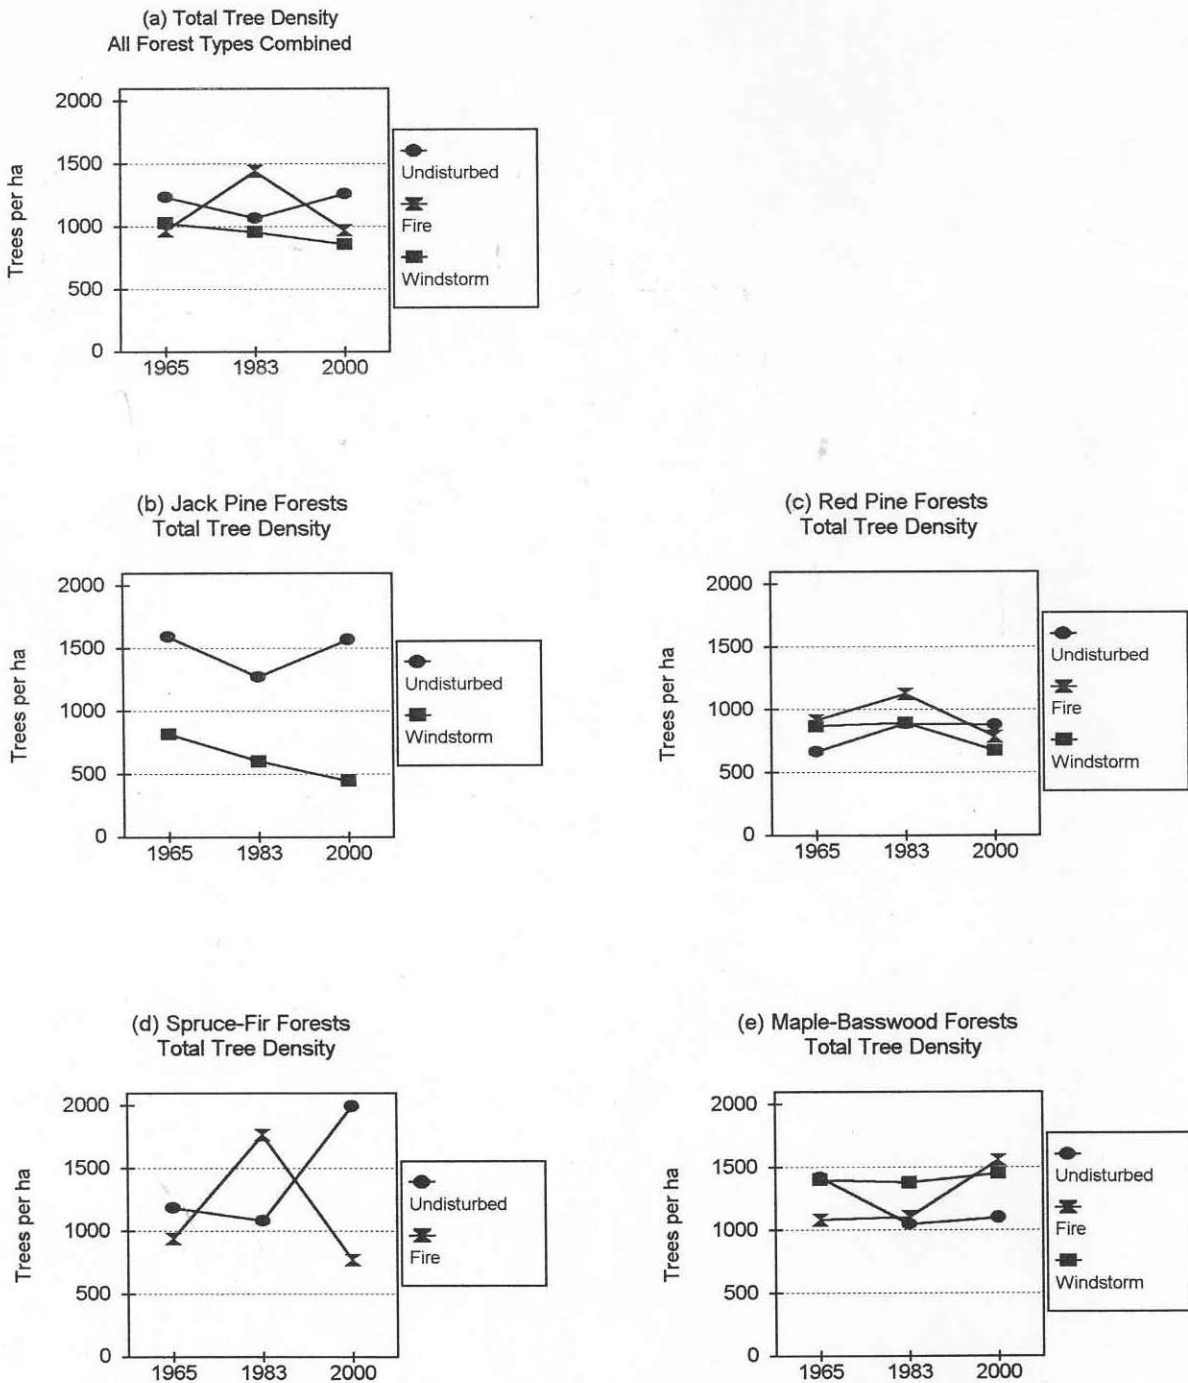 (a) Total Tree Density
All Forest Types Combined
Trees per ha
2000
1500
1000
500
0
1965 1983 2000
Undisturbed
Fire
Windstorm
(b) Jack Pine Forests
Total Tree Density
Trees per ha
2000
1500
1000
500
0
1965 1983 2000
Undisturbed
Windstorm
(c) Red Pine Forests
Total Tree Density
Trees per ha
2000
1500
1000
500
0
1965 1983 2000
Undisturbed
Fire
Windstorm
(d) Spruce-Fir Forests
Total Tree Density
Trees per ha
2000
1500
1000
500
0
1965 1983 2000
Undisturbed
Fire
(e) Maple-Basswood Forests
Total Tree Density
Trees per ha
2000
1500
1000
500
0
1965 1983 2000
Undisturbed
Fire
Windstorm